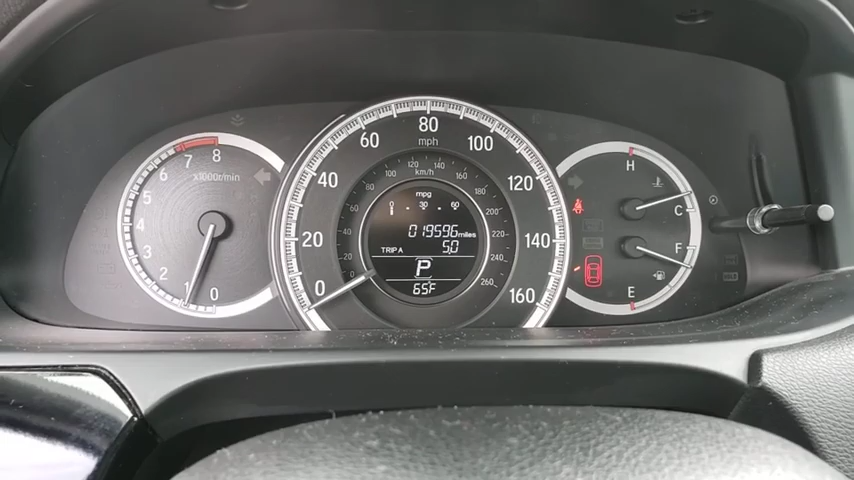 8
7
6
5
4
3
2
1
0
x1000r/min
0
20
40
60
80
100
120
140
160
mph
0
40
60
80
100
120
140
160
180
200
220
240
260
km/h
mpg
0 30 60
019596 miles
TRIP A 5.0
P
65°F
H
C
F
E